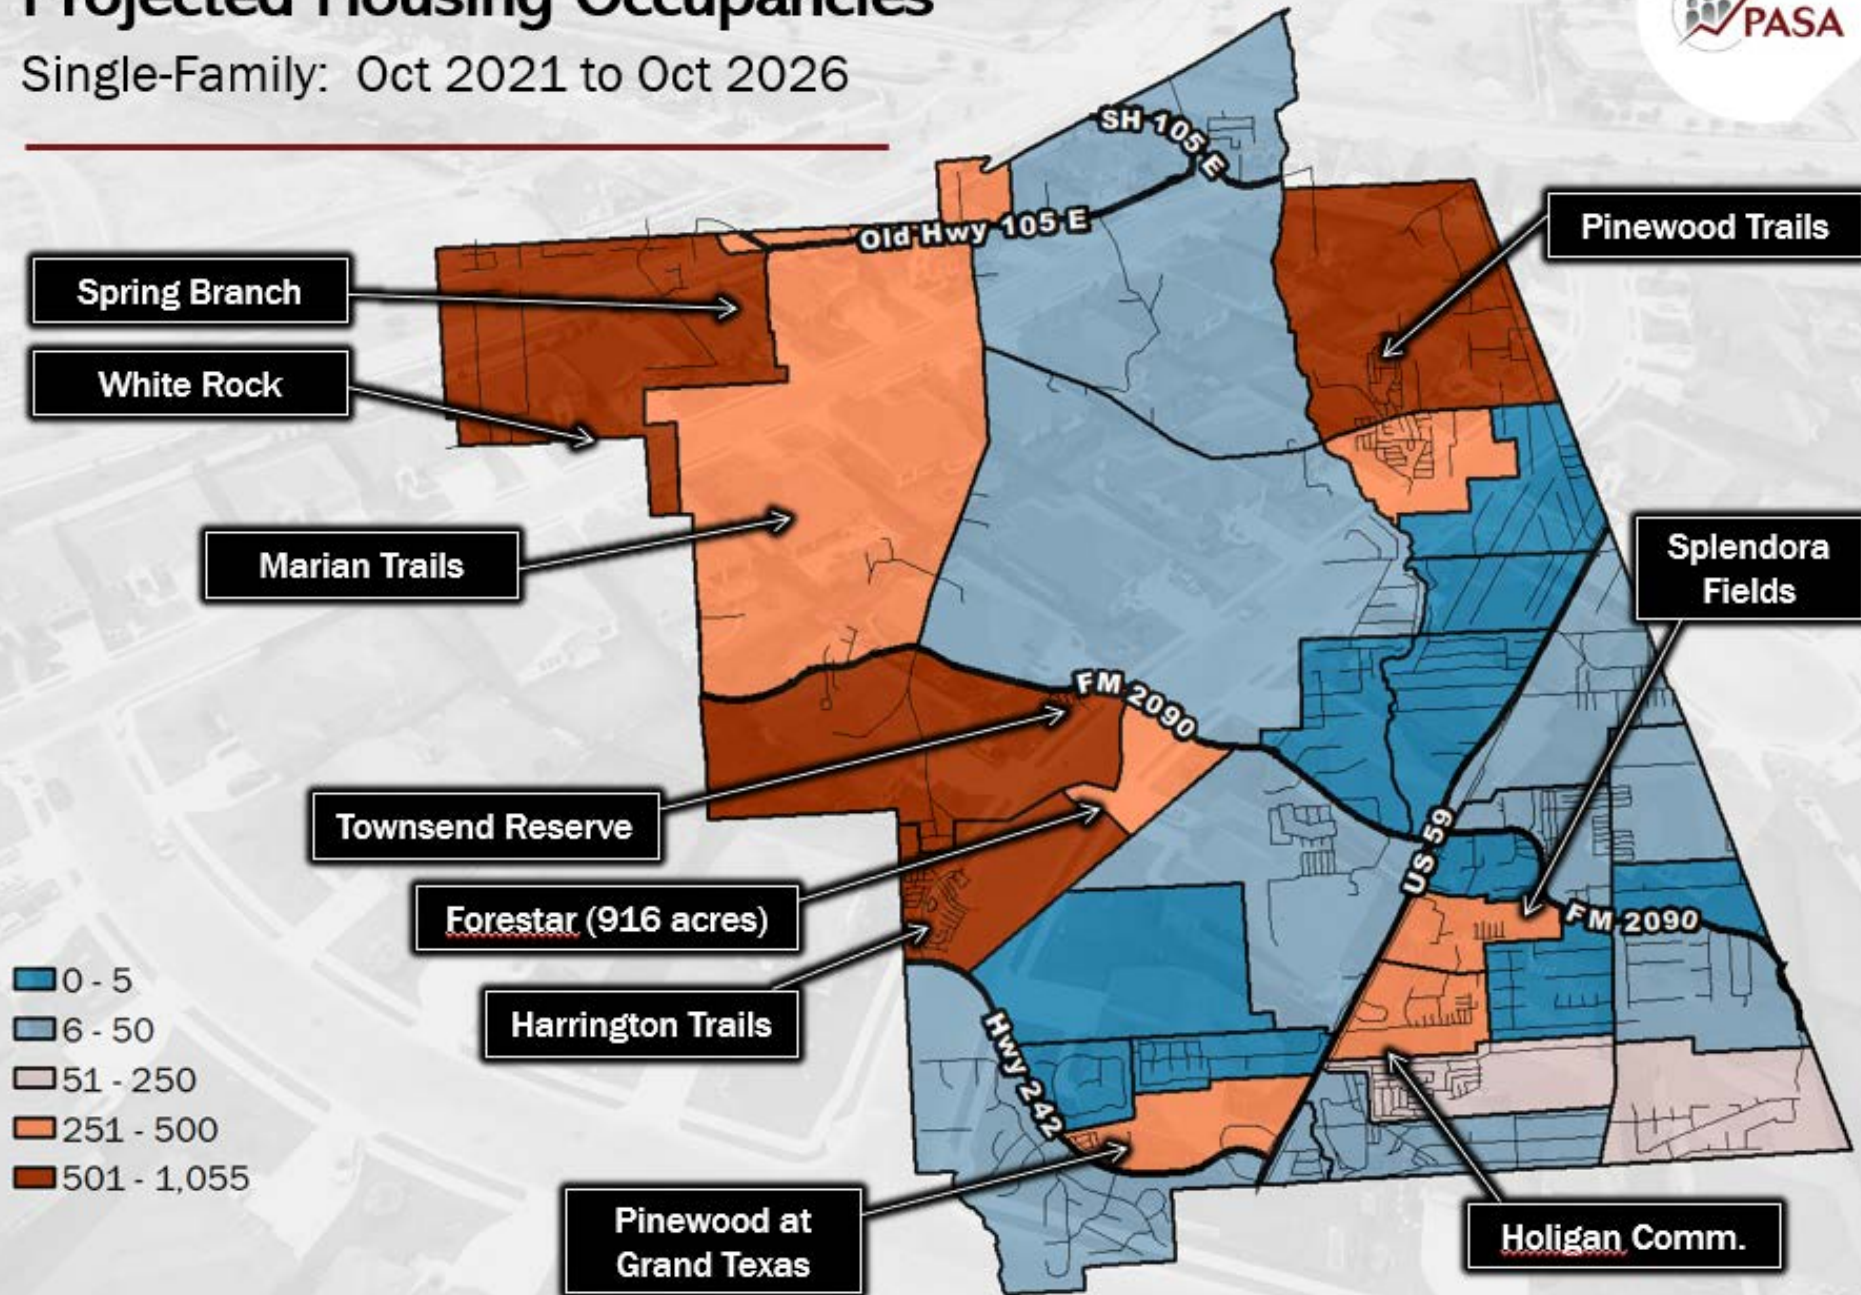 Projected Housing Occupancies
Single-Family: Oct 2021 to Oct 2026
PASA
SH 105 E
Old Hwy 105 E
Pinewood Trails
Spring Branch
White Rock
Marian Trails
Splendora
Fields
FM 2090
Townsend Reserve
US 59
Forestar (916 acres)
FM 2090
Harrington Trails
Hwy 242
0 - 5
6 - 50
51 - 250
251 - 500
501 - 1,055
Pinewood at
Grand Texas
Holigan Comm.